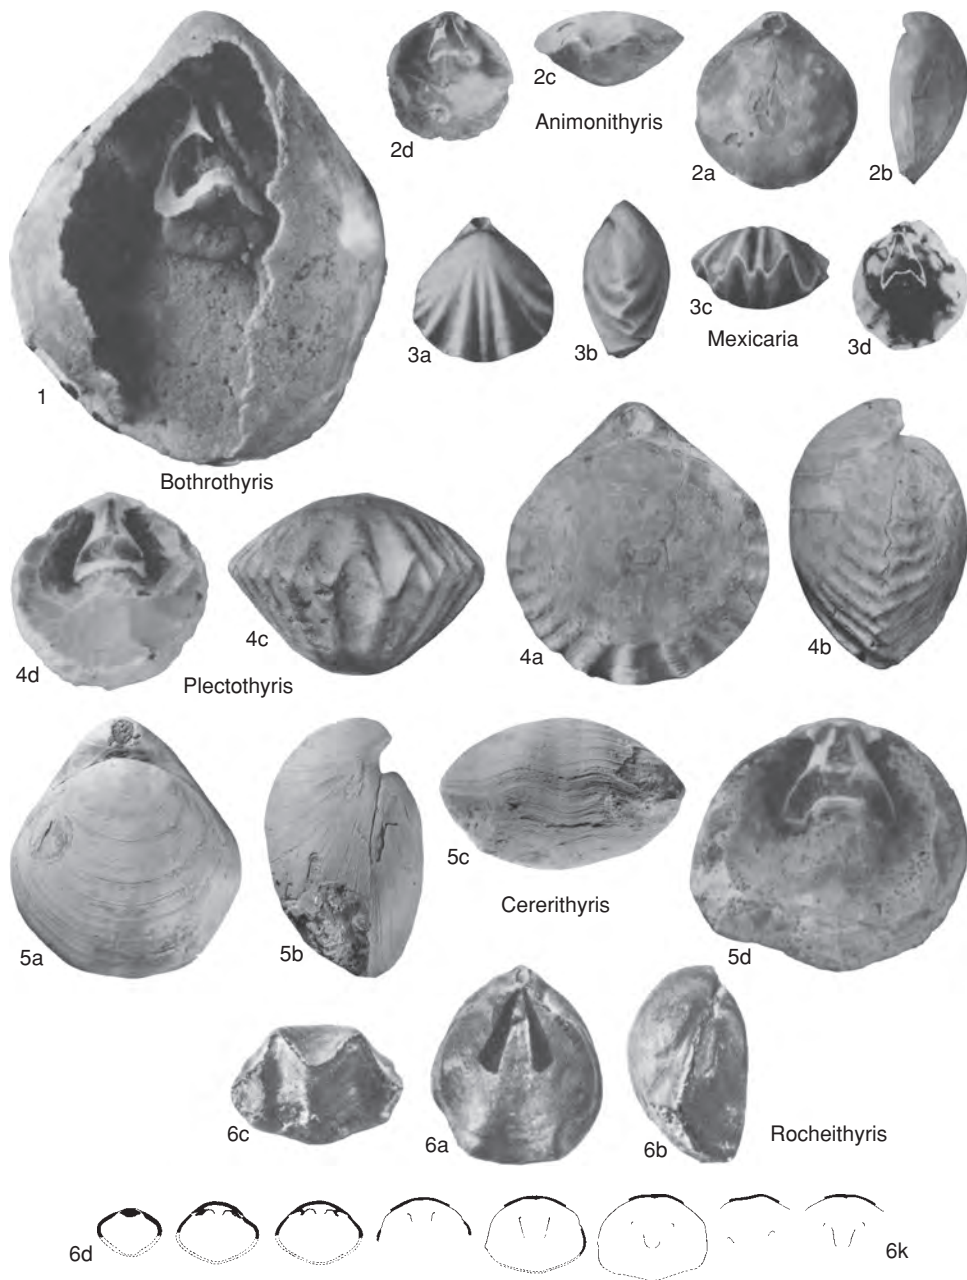 2d
2c
Animonithyris
2a
2b
3a
3b
3c
Mexicaria
3d
1
Bothrothyris
4d
4c
Plectothyris
4a
4b
5a
5b
5c
Cererithyris
5d
6c
6a
6b
Rocheithyris
6d
6k